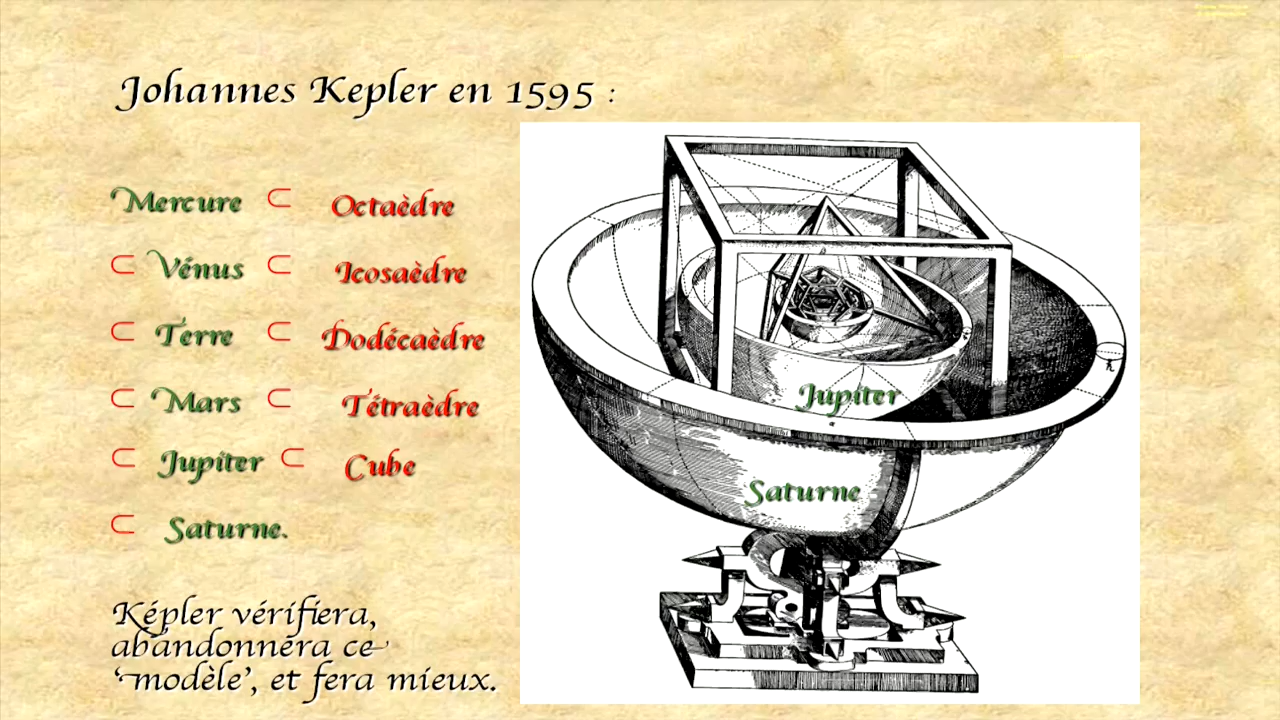 Johannes Kepler en 1595 :
Mercure ⊂ Octaèdre
⊂ Vénus ⊂ Icosaèdre
⊂ Terre ⊂ Dodécaèdre
⊂ Mars ⊂ Tétraèdre
⊂ Jupiter ⊂ Cube
⊂ Saturne.
Képler vérifiera,
abandonnera ce
‘modèle’, et fera mieux.
Jupiter
Saturne